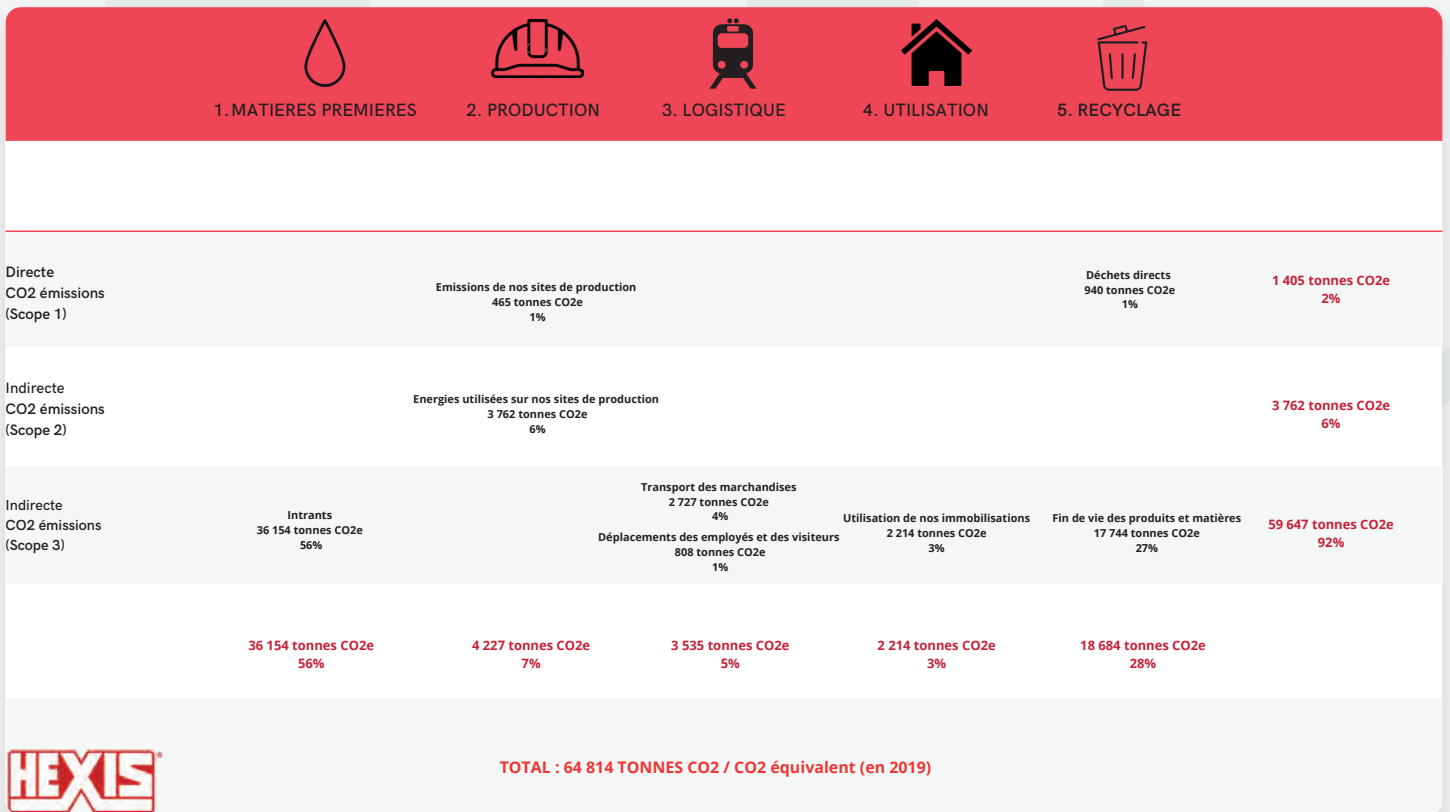 1. MATIERES PREMIERES
2. PRODUCTION
3. LOGISTIQUE
4. UTILISATION
5. RECYCLAGE
Directe
CO2 émissions
(Scope 1)
Emissions de nos sites de production
465 tonnes CO2e
1%
Déchets directs
940 tonnes CO2e
1%
1 405 tonnes CO2e
2%
Indirecte
CO2 émissions
(Scope 2)
Energies utilisées sur nos sites de production
3 762 tonnes CO2e
6%
3 762 tonnes CO2e
6%
Indirecte
CO2 émissions
(Scope 3)
Intrants
36 154 tonnes CO2e
56%
Transport des marchandises
2 727 tonnes CO2e
4%
Déplacements des employés et des visiteurs
808 tonnes CO2e
1%
Utilisation de nos immobilisations
2 214 tonnes CO2e
3%
Fin de vie des produits et matières
17 744 tonnes CO2e
27%
59 647 tonnes CO2e
92%
36 154 tonnes CO2e
56%
4 227 tonnes CO2e
7%
3 535 tonnes CO2e
5%
2 214 tonnes CO2e
3%
18 684 tonnes CO2e
28%
HEXIS®
TOTAL : 64 814 TONNES CO2 / CO2 équivalent (en 2019)